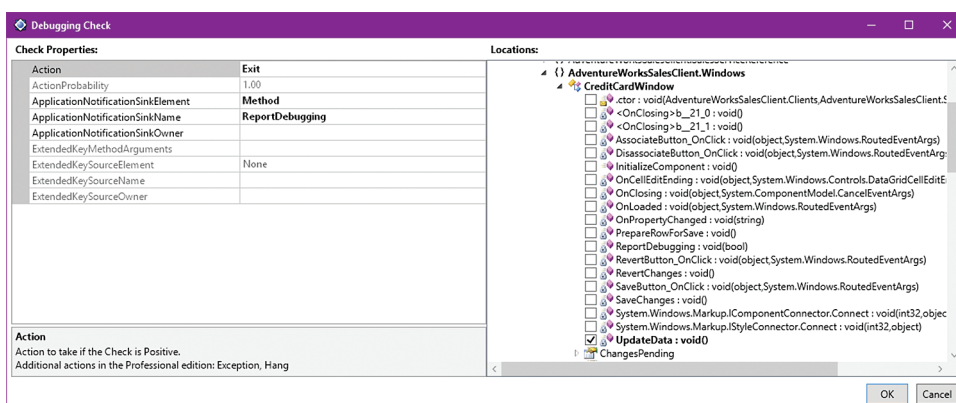 Debugging Check
Check Properties:
Action Exit
ActionProbability 1.00
ApplicationNotificationSinkElement Method
ApplicationNotificationSinkName ReportDebugging
ApplicationNotificationSinkOwner
ExtendedKeyMethodArguments
ExtendedKeySourceElement None
ExtendedKeySourceName
ExtendedKeySourceOwner
Action
Action to take if the Check is Positive.
Additional actions in the Professional edition: Exception, Hang
Locations:
{} AdventureWorksSalesClient.Windows
CreditCardWindow
.ctor : void(AdventureWorksSalesClient.Clients,AdventureWorksSalesClient.S
<OnClosing>b__21_0 : void()
<OnClosing>b__21_1 : void()
AssociateButton_OnClick : void(object,System.Windows.RoutedEventArgs)
DisassociateButton_OnClick : void(object,System.Windows.RoutedEventArg
InitializeComponent : void()
OnCellEditEnding : void(object,System.Windows.Controls.DataGridCellEditE
OnClosing : void(object,System.ComponentModel.CancelEventArgs)
OnLoaded : void(object,System.Windows.RoutedEventArgs)
OnPropertyChanged : void(string)
PrepareRowForSave : void()
ReportDebugging : void(bool)
RevertButton_OnClick : void(object,System.Windows.RoutedEventArgs)
RevertChanges : void()
SaveButton_OnClick : void(object,System.Windows.RoutedEventArgs)
SaveChanges : void()
System.Windows.Markup.IComponentConnector.Connect : void(int32,objec
System.Windows.Markup.IStyleConnector.Connect : void(int32,object)
UpdateData : void()
ChangesPending
OK Cancel